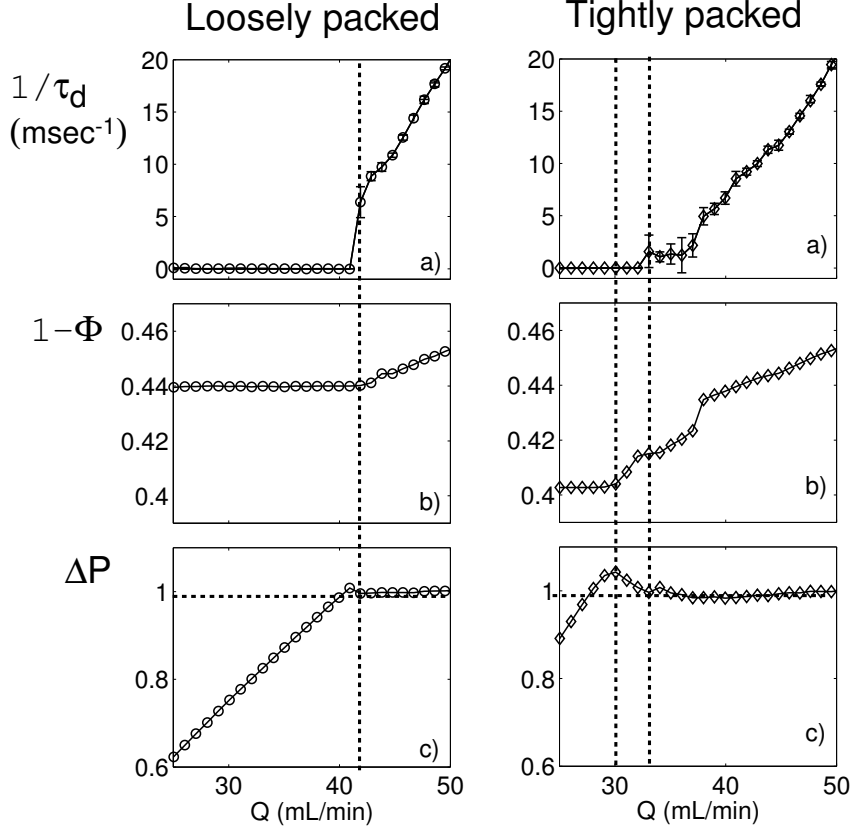 Loosely packed
Tightly packed
1/τd
(msec-1)
20
15
10
5
0
a)
20
15
10
5
0
a)
1−Φ
0.46
0.44
0.42
0.4
b)
0.46
0.44
0.42
0.4
b)
ΔP
1
0.8
0.6
30
40
50
c)
Q (mL/min)
1
0.8
0.6
30
40
50
c)
Q (mL/min)